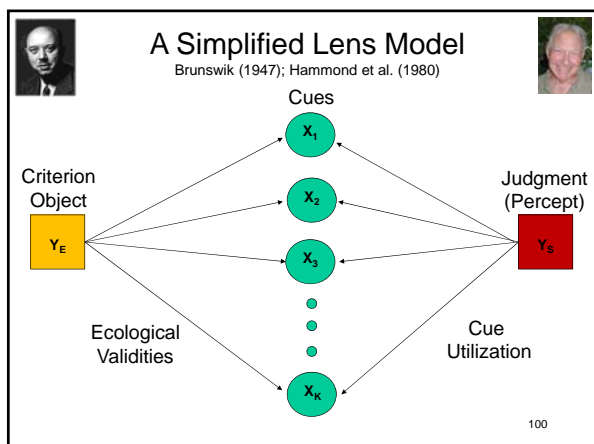 A Simplified Lens Model
Brunswik (1947); Hammond et al. (1980)
Cues
X1
Criterion
Object
X2
Judgment
(Percept)
YE
X3
YS
Ecological
Validities
Cue
Utilization
XK
100